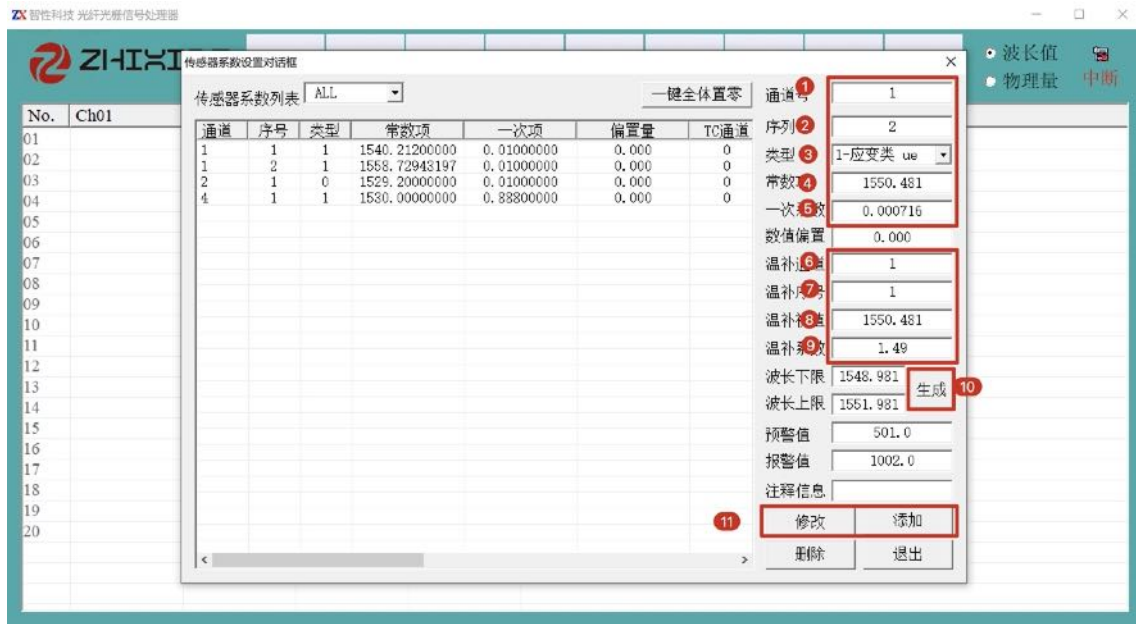 ZX 智性科技 光纤光栅信号处理器
ZHIXI
波长值
物理量
中断
传感器系数设置对话框
传感器系数列表 ALL 一键全体置零
通道 序号 类型 常数项 一次项 偏置量 TC通道
1 1 1 1540.21200000 0.01000000 0.000 0
1 2 1 1558.72943197 0.01000000 0.000 0
2 1 0 1529.20000000 0.01000000 0.000 0
4 1 1 1530.00000000 0.88800000 0.000 0
通道 1 1
序列 2 2
类型 3 1-应变类 ue
常数 4 1550.481
一次 5 数 0.000716
数值偏置 0.000
温补 6 1
温补 7 1
温补 8 1550.481
温补 9 数 1.49
波长下限 1548.981
波长上限 1551.981
生成 10
预警值 501.0
报警值 1002.0
注释信息
11 修改 添加
删除 退出
No. Ch01
01
02
03
04
05
06
07
08
09
10
11
12
13
14
15
16
17
18
19
20